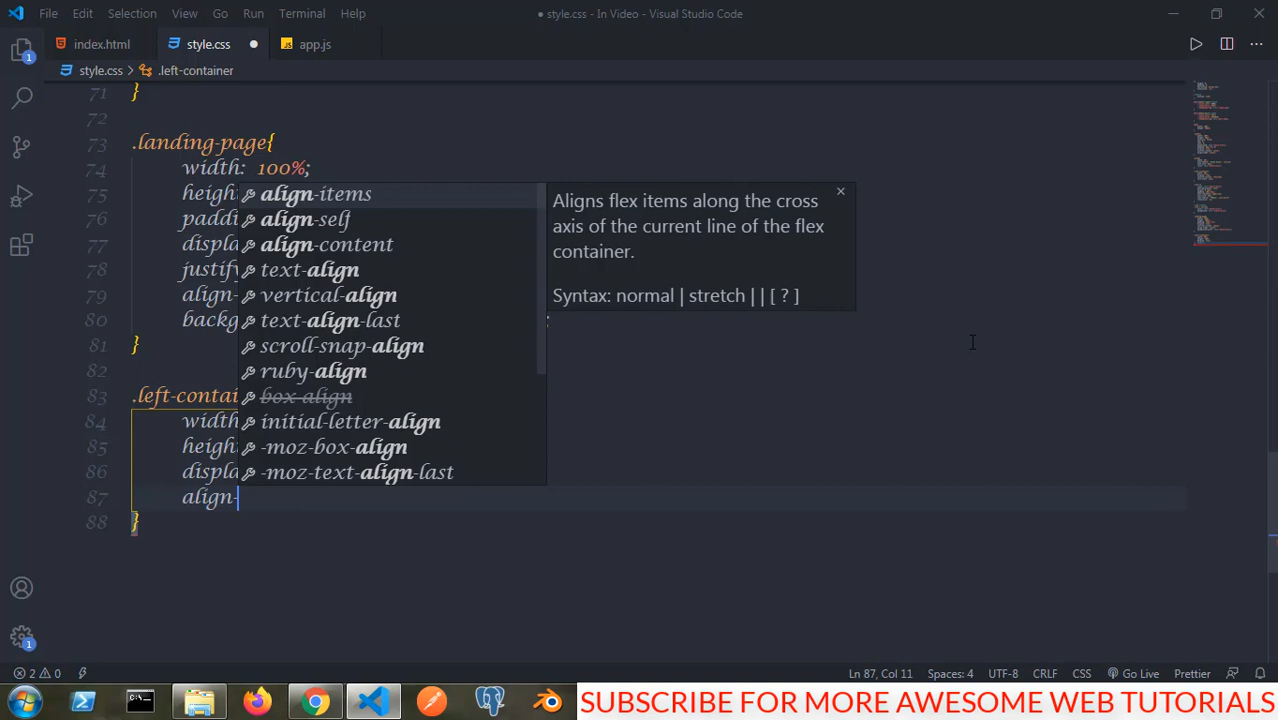 File Edit Selection View Go Run Terminal Help ● style.css - In Video - Visual Studio Code
index.html style.css ● app.js
style.css > .left-container
71 }
72
73 .landing-page{
74 width: 100%;
75 heigh
76 paddi
77 displa
78 justify
79 align-
80 backg
81 }
82
83 .left-contai
84 width
85 heigh
86 displa
87 align-
88 }
align-items
align-self
align-content
text-align
vertical-align
text-align-last
scroll-snap-align
ruby-align
box-align
initial-letter-align
-moz-box-align
-moz-text-align-last
Aligns flex items along the cross
axis of the current line of the flex
container.
Syntax: normal | stretch | | [ ? ]
1
1
2 0 Ln 87, Col 11 Spaces: 4 UTF-8 CRLF CSS Go Live Prettier
SUBSCRIBE FOR MORE AWESOME WEB TUTORIALS